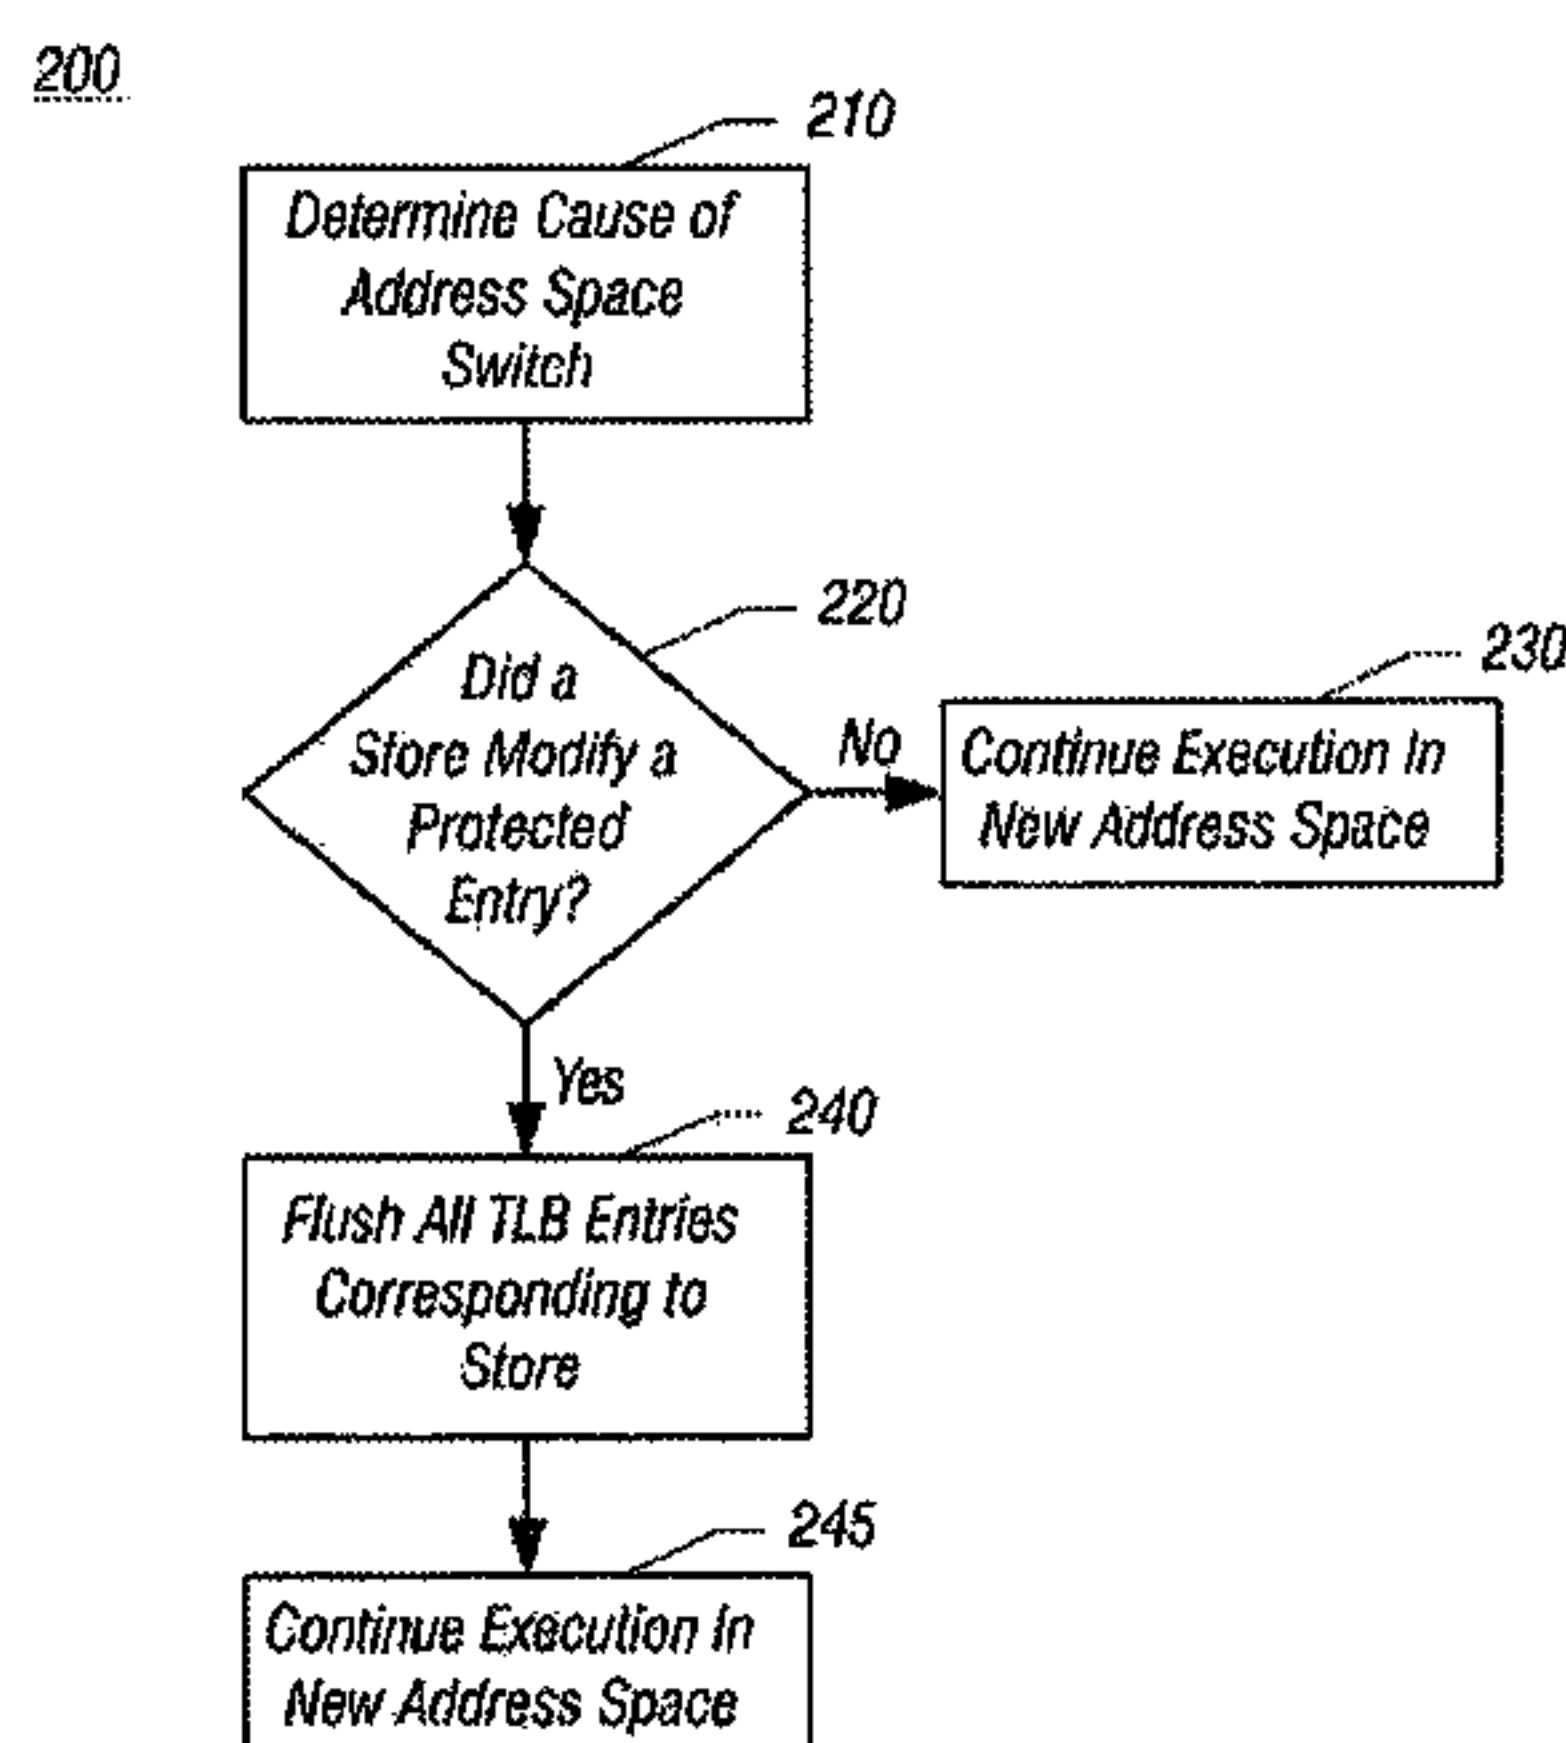 200
210
Determine Cause of
Address Space
Switch
220
Did a
Store Modify a
Protected
Entry?
No
230
Continue Execution In
New Address Space
Yes
240
Flush All TLB Entries
Corresponding to
Store
245
Continue Execution In
New Address Space